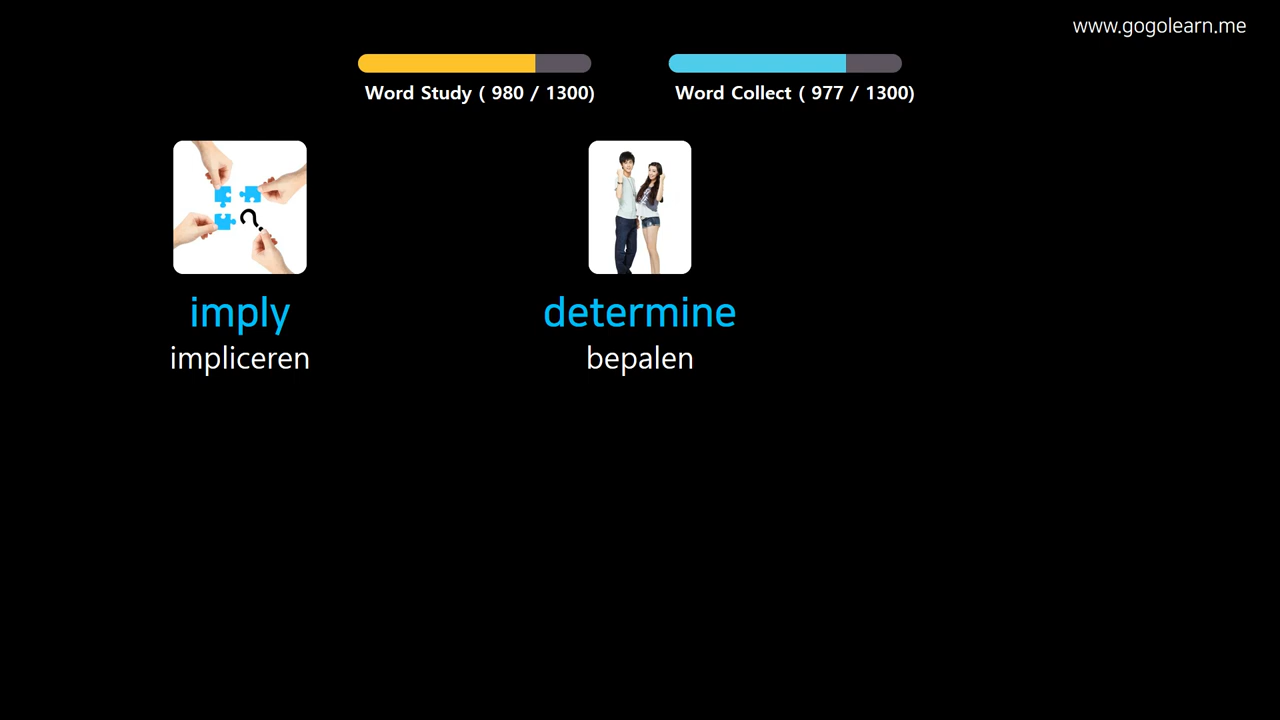 www.gogolearn.me
Word Study ( 980 / 1300)
Word Collect ( 977 / 1300)
imply
impliceren
determine
bepalen